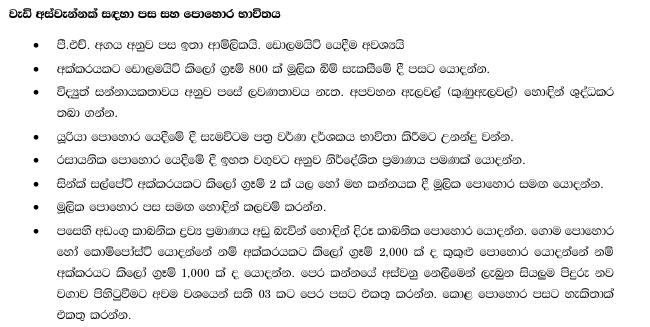 වැඩි අස්වැන්නක් සඳහා පස සහ පොහොර භාවිතය
• පී.එච්. අගය අනුව පස ඉතා ආම්ලිකයි. ඩොලමයිට් යෙදීම අවශ්‍යයි
• අක්කරයකට ඩොලමයිට් කිලෝ ග්‍රෑම් 800 ක් මූලික බිම් සැකසීමේ දී පසට යොදන්න.
• විද්‍යුත් සන්නායකතාවය අනුව පසේ ලවණතාවය නැත. අපවහන ඇලවල් (කුණුඇලවල්) හොඳින් ශුද්ධකර
තබා ගන්න.
• යූරියා පොහොර යෙදීමේ දී සැමවිටම පත්‍ර වර්ණ දර්ශකය භාවිතා කිරීමට උනන්දු වන්න.
• රසායනික පොහොර යෙදීමේ දී ඉහත වගුවට අනුව නිර්දේශිත ප්‍රමාණය පමණක් යොදන්න.
• සින්ක් සල්පේට් අක්කරයකට කිලෝ ග්‍රෑම් 2 ක් යල හෝ මහ කන්නයක දී මූලික පොහොර සමඟ යොදන්න.
• මූලික පොහොර පස සමඟ හොඳින් කලවම් කරන්න.
• පසෙහි අඩංගු කාබනික ද්‍රව්‍ය ප්‍රමාණය අඩු බැවින් හොඳින් දිරූ කාබනික පොහොර යොදන්න. ගොම පොහොර
හෝ කොම්පෝස්ට් යොදන්නේ නම් අක්කරයකට කිලෝ ග්‍රෑම් 2,000 ක් ද කුකුළු පොහොර යොදන්නේ නම්
අක්කරයට කිලෝ ග්‍රෑම් 1,000 ක් ද යොදන්න. පෙර කන්නයේ අස්වනු නෙලීමෙන් ලැබුන සියලුම පිදුරු නව
වගාව පිහිටුවීමට අවම වශයෙන් සති 03 කට පෙර පසට එකතු කරන්න. කොළ පොහොර පසට හැකිතාක්
එකතු කරන්න.